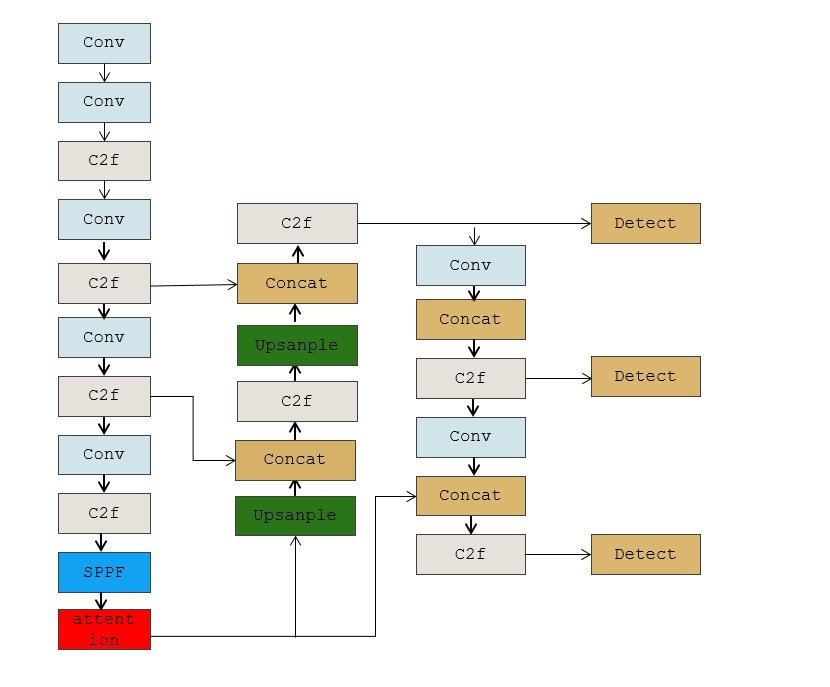 Conv
Conv
C2f
Conv
C2f
Conv
C2f
Conv
C2f
SPPF
attent
ion
C2f
Concat
Upsanple
C2f
Concat
Upsanple
Conv
Concat
C2f
Conv
Concat
C2f
Detect
Detect
Detect